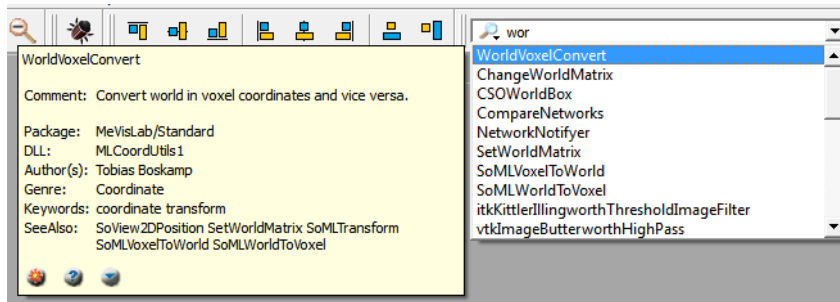 wor
WorldVoxelConvert
Comment: Convert world in voxel coordinates and vice versa.
Package: MeVisLab/Standard
DLL: MLCoordUtils1
Author(s): Tobias Boskamp
Genre: Coordinate
Keywords: coordinate transform
SeeAlso: SoView2DPosition SetWorldMatrix SoMLTransform
SoMLVoxelToWorld SoMLWorldToVoxel
WorldVoxelConvert
ChangeWorldMatrix
CSOWorldBox
CompareNetworks
NetworkNotifyer
SetWorldMatrix
SoMLVoxelToWorld
SoMLWorldToVoxel
itkKittlerIllingworthThresholdImageFilter
vtkImageButterworthHighPass